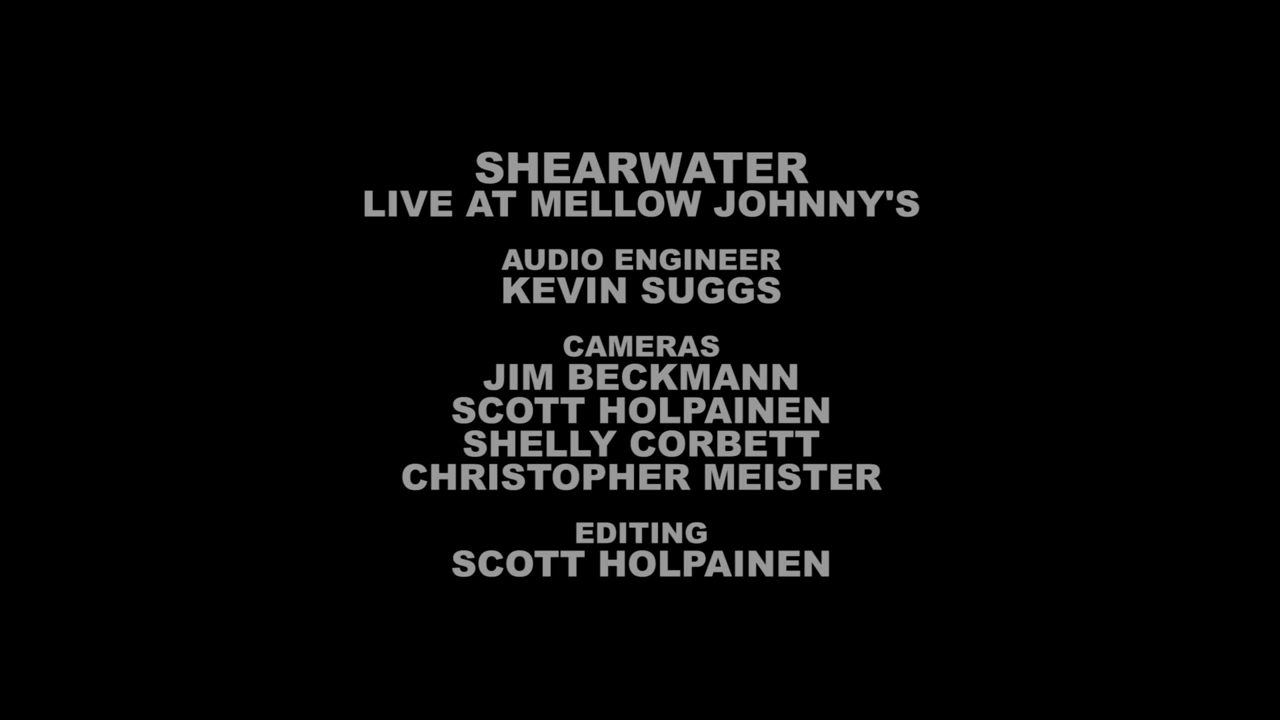 SHEARWATER
LIVE AT MELLOW JOHNNY'S
AUDIO ENGINEER
KEVIN SUGGS
CAMERAS
JIM BECKMANN
SCOTT HOLPAINEN
SHELLY CORBETT
CHRISTOPHER MEISTER
EDITING
SCOTT HOLPAINEN